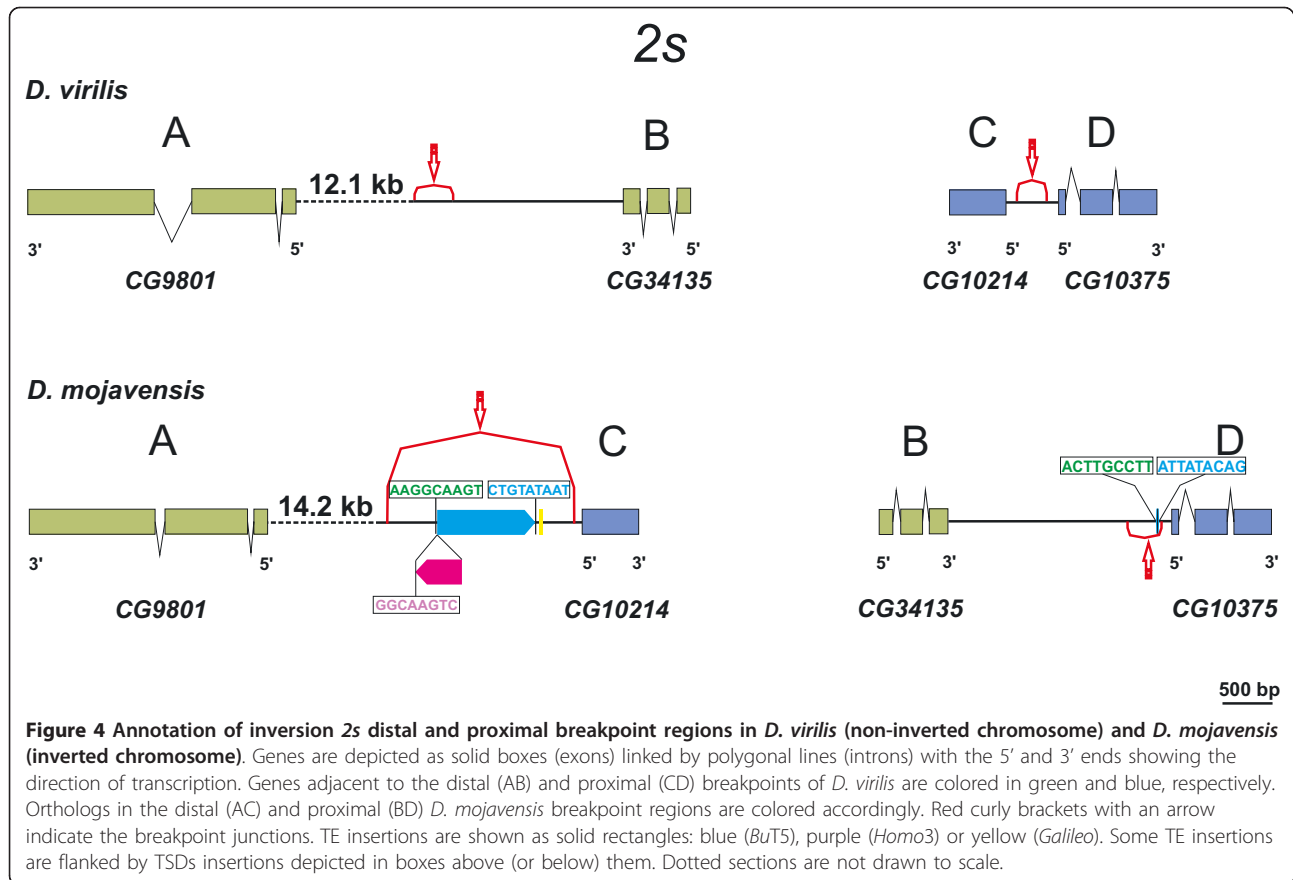 2s
D. virilis
A B C D
12.1 kb
3' 5' 3' 5' 3' 5' 5' 3'
CG9801 CG34135 CG10214 CG10375
D. mojavensis
A C B D
AAGGCAAGT CTGTATAAT ACTTGCCTT ATTATACAG
14.2 kb
3' 5' 5' 3' 5' 3' 5' 3'
GGCAAGTC
CG9801 CG10214 CG34135 CG10375
500 bp
Figure 4 Annotation of inversion 2s distal and proximal breakpoint regions in D. virilis (non-inverted chromosome) and D. mojavensis
(inverted chromosome). Genes are depicted as solid boxes (exons) linked by polygonal lines (introns) with the 5′ and 3′ ends showing the
direction of transcription. Genes adjacent to the distal (AB) and proximal (CD) breakpoints of D. virilis are colored in green and blue, respectively.
Orthologs in the distal (AC) and proximal (BD) D. mojavensis breakpoint regions are colored accordingly. Red curly brackets with an arrow
indicate the breakpoint junctions. TE insertions are shown as solid rectangles: blue (BuT5), purple (Homo3) or yellow (Galileo). Some TE insertions
are flanked by TSDs insertions depicted in boxes above (or below) them. Dotted sections are not drawn to scale.